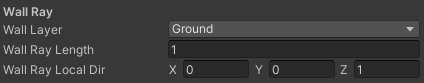 Wall Ray
Wall Layer Ground
Wall Ray Length 1
Wall Ray Local Dir X 0 Y 0 Z 1